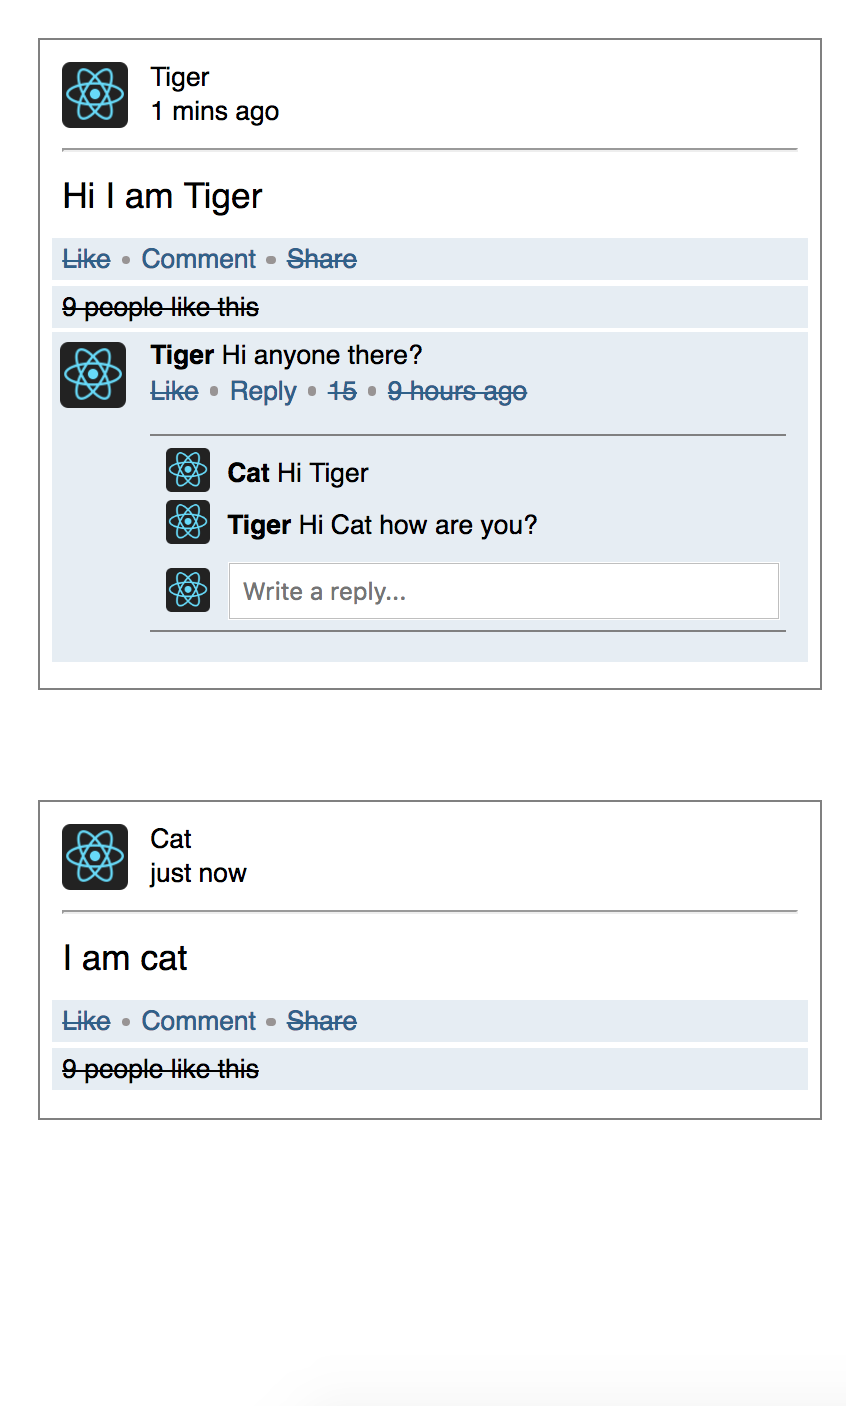 Tiger
1 mins ago
Hi I am Tiger
Like • Comment • Share
9 people like this
Tiger Hi anyone there?
Like • Reply • 15 • 9 hours ago
Cat Hi Tiger
Tiger Hi Cat how are you?
Write a reply...
Cat
just now
I am cat
Like • Comment • Share
9 people like this